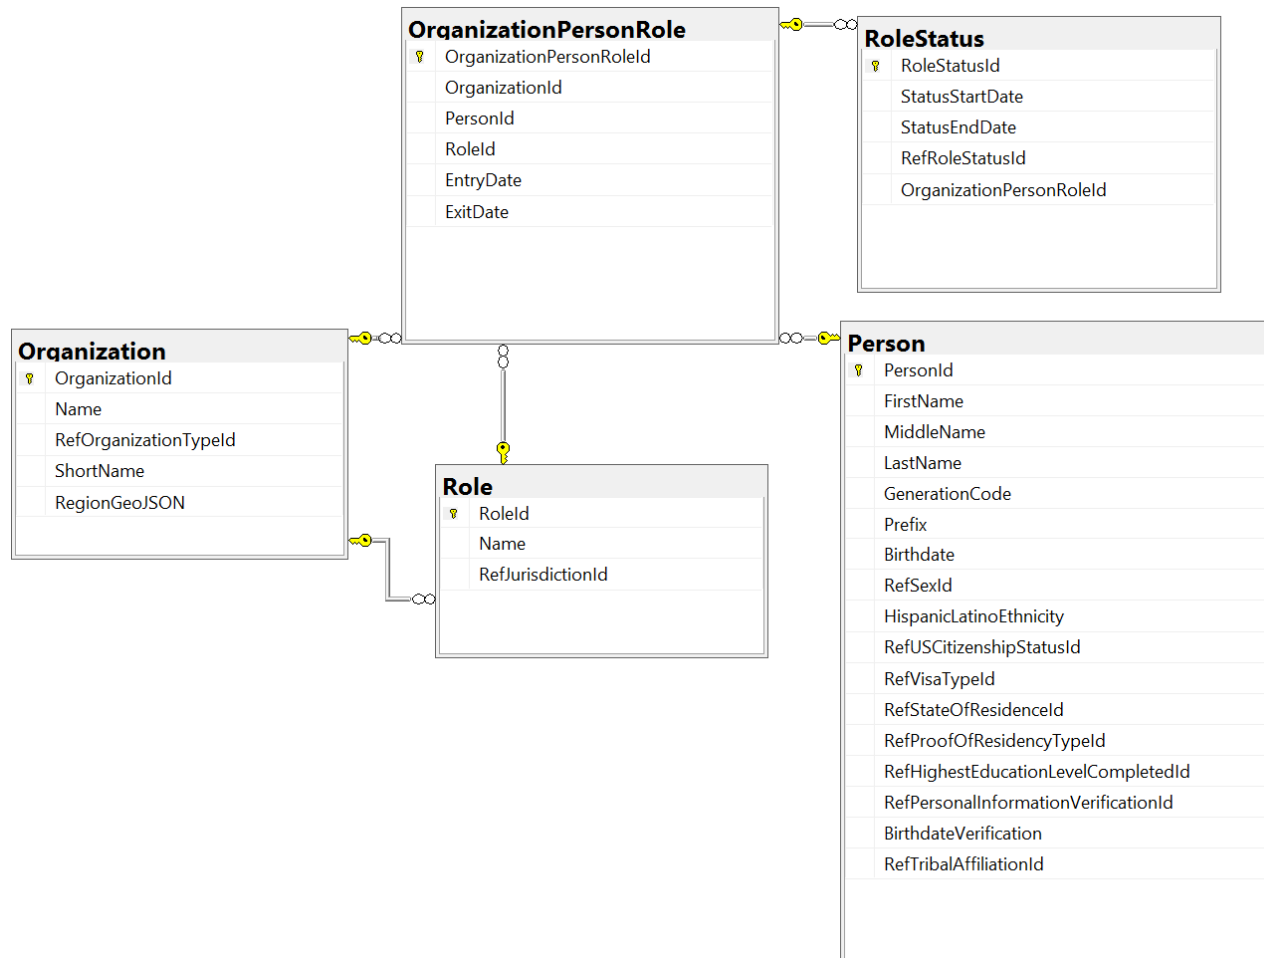 OrganizationPersonRole
OrganizationPersonRoleId
OrganizationId
PersonId
RoleId
EntryDate
ExitDate
RoleStatus
RoleStatusId
StatusStartDate
StatusEndDate
RefRoleStatusId
OrganizationPersonRoleId
Organization
OrganizationId
Name
RefOrganizationTypeId
ShortName
RegionGeoJSON
Role
RoleId
Name
RefJurisdictionId
Person
PersonId
FirstName
MiddleName
LastName
GenerationCode
Prefix
Birthdate
RefSexId
HispanicLatinoEthnicity
RefUSCitizenshipStatusId
RefVisaTypeId
RefStateOfResidenceId
RefProofOfResidencyTypeId
RefHighestEducationLevelCompletedId
RefPersonalInformationVerificationId
BirthdateVerification
RefTribalAffiliationId